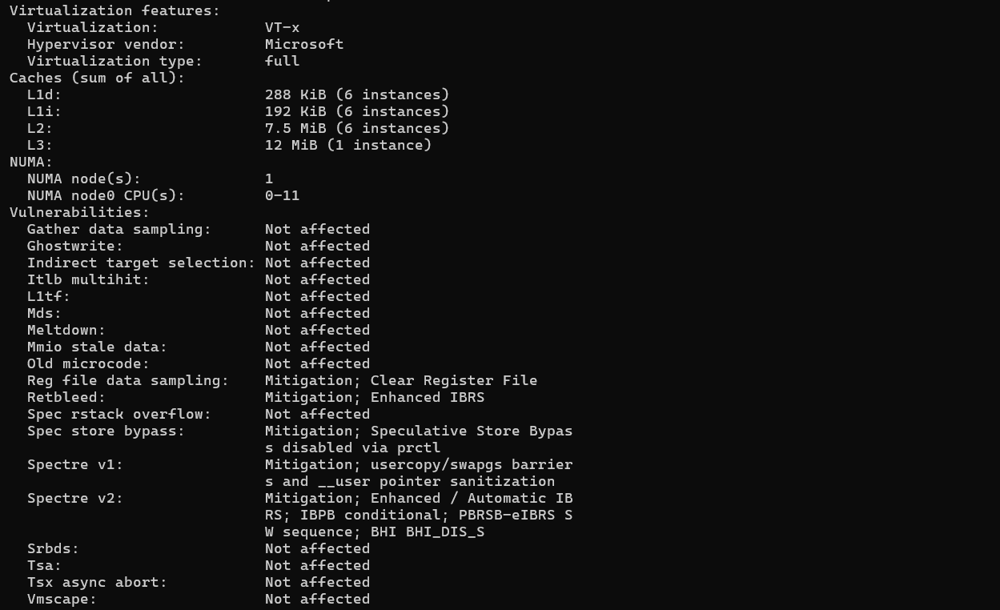 Virtualization features:
  Virtualization:          VT-x
  Hypervisor vendor:       Microsoft
  Virtualization type:     full
Caches (sum of all):
  L1d:                     288 KiB (6 instances)
  L1i:                     192 KiB (6 instances)
  L2:                      7.5 MiB (6 instances)
  L3:                      12 MiB (1 instance)
NUMA:
  NUMA node(s):            1
  NUMA node0 CPU(s):       0-11
Vulnerabilities:
  Gather data sampling:    Not affected
  Ghostwrite:              Not affected
  Indirect target selection: Not affected
  Itlb multihit:           Not affected
  L1tf:                    Not affected
  Mds:                     Not affected
  Meltdown:                Not affected
  Mmio stale data:         Not affected
  Old microcode:           Not affected
  Reg file data sampling:  Mitigation; Clear Register File
  Retbleed:                Mitigation; Enhanced IBRS
  Spec rstack overflow:    Not affected
  Spec store bypass:       Mitigation; Speculative Store Bypas
                           s disabled via prctl
  Spectre v1:              Mitigation; usercopy/swapgs barrier
                           s and __user pointer sanitization
  Spectre v2:              Mitigation; Enhanced / Automatic IB
                           RS; IBPB conditional; PBRSB-eIBRS S
                           W sequence; BHI BHI_DIS_S
  Srbds:                   Not affected
  Tsa:                     Not affected
  Tsx async abort:         Not affected
  Vmscape:                 Not affected